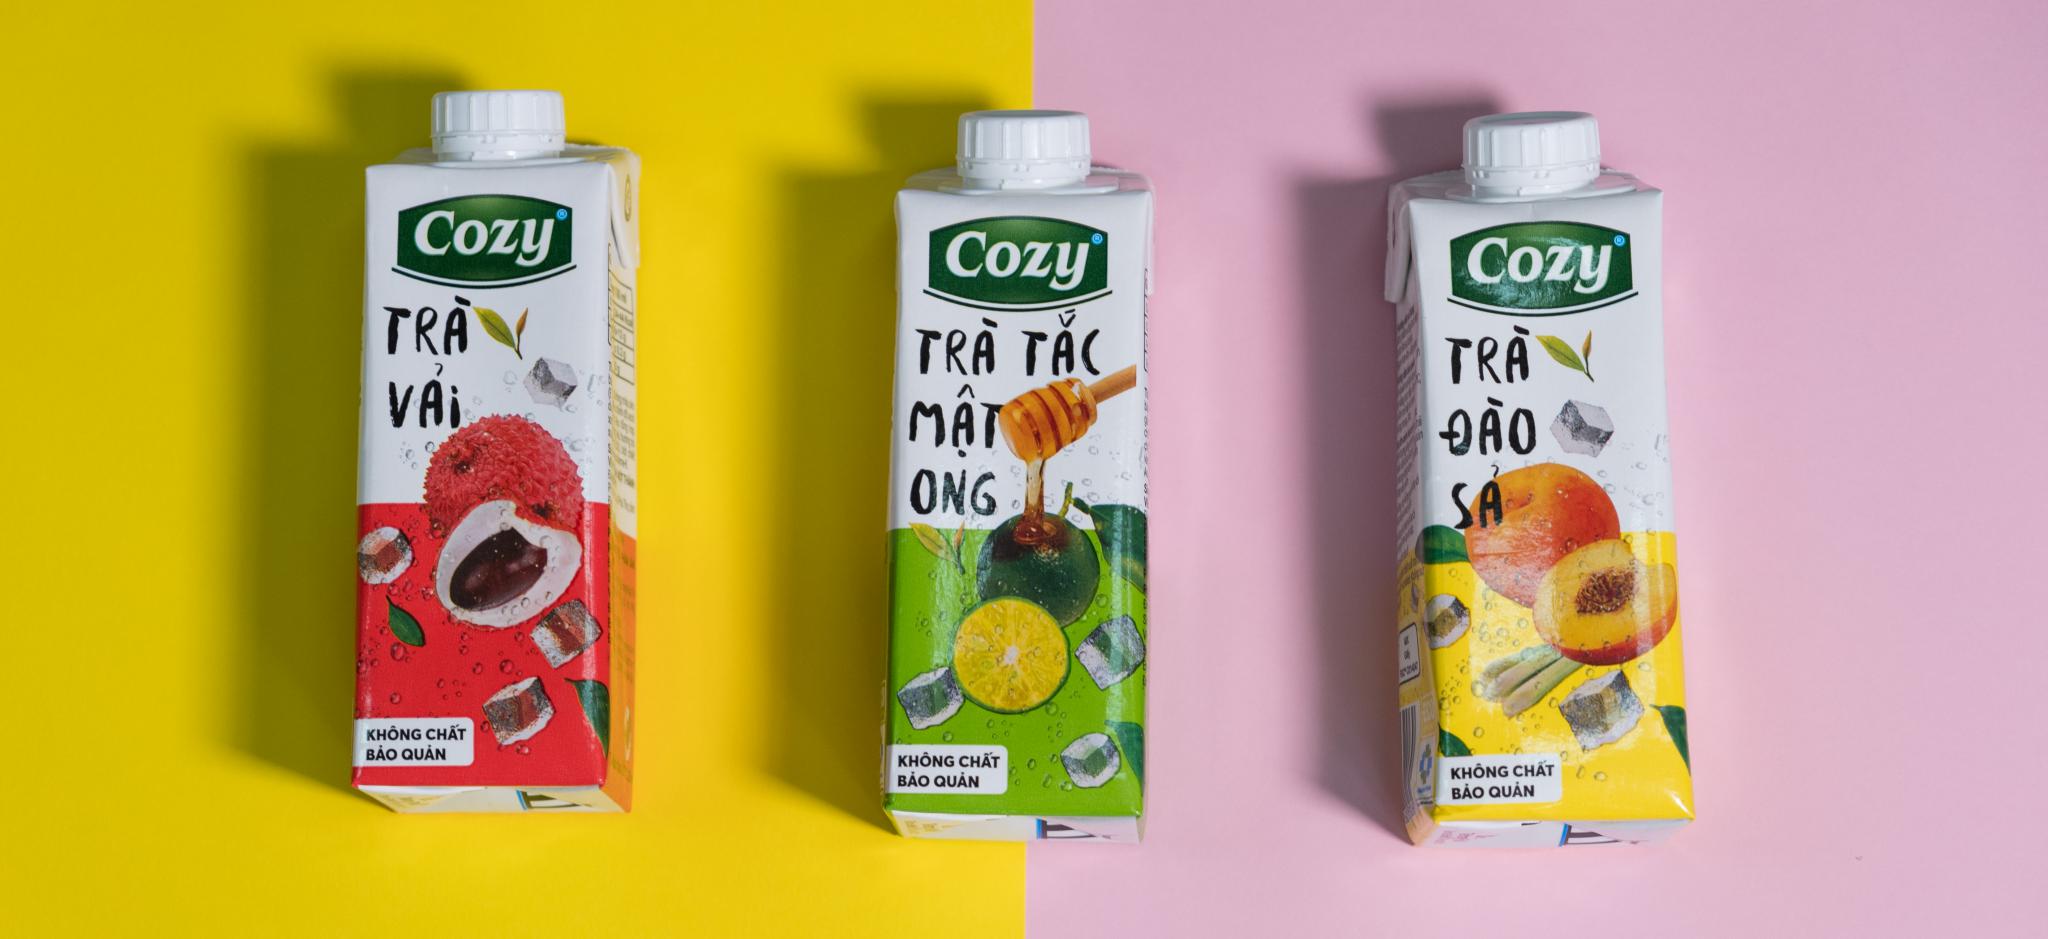 Cozy®
TRÀ
VẢi
KHÔNG CHẤT
BẢO QUẢN
Cozy®
TRÀ TẮC
MẬT
ONG
KHÔNG CHẤT
BẢO QUẢN
Cozy®
TRÀ
ĐÀO
SẢ
KHÔNG CHẤT
BẢO QUẢN